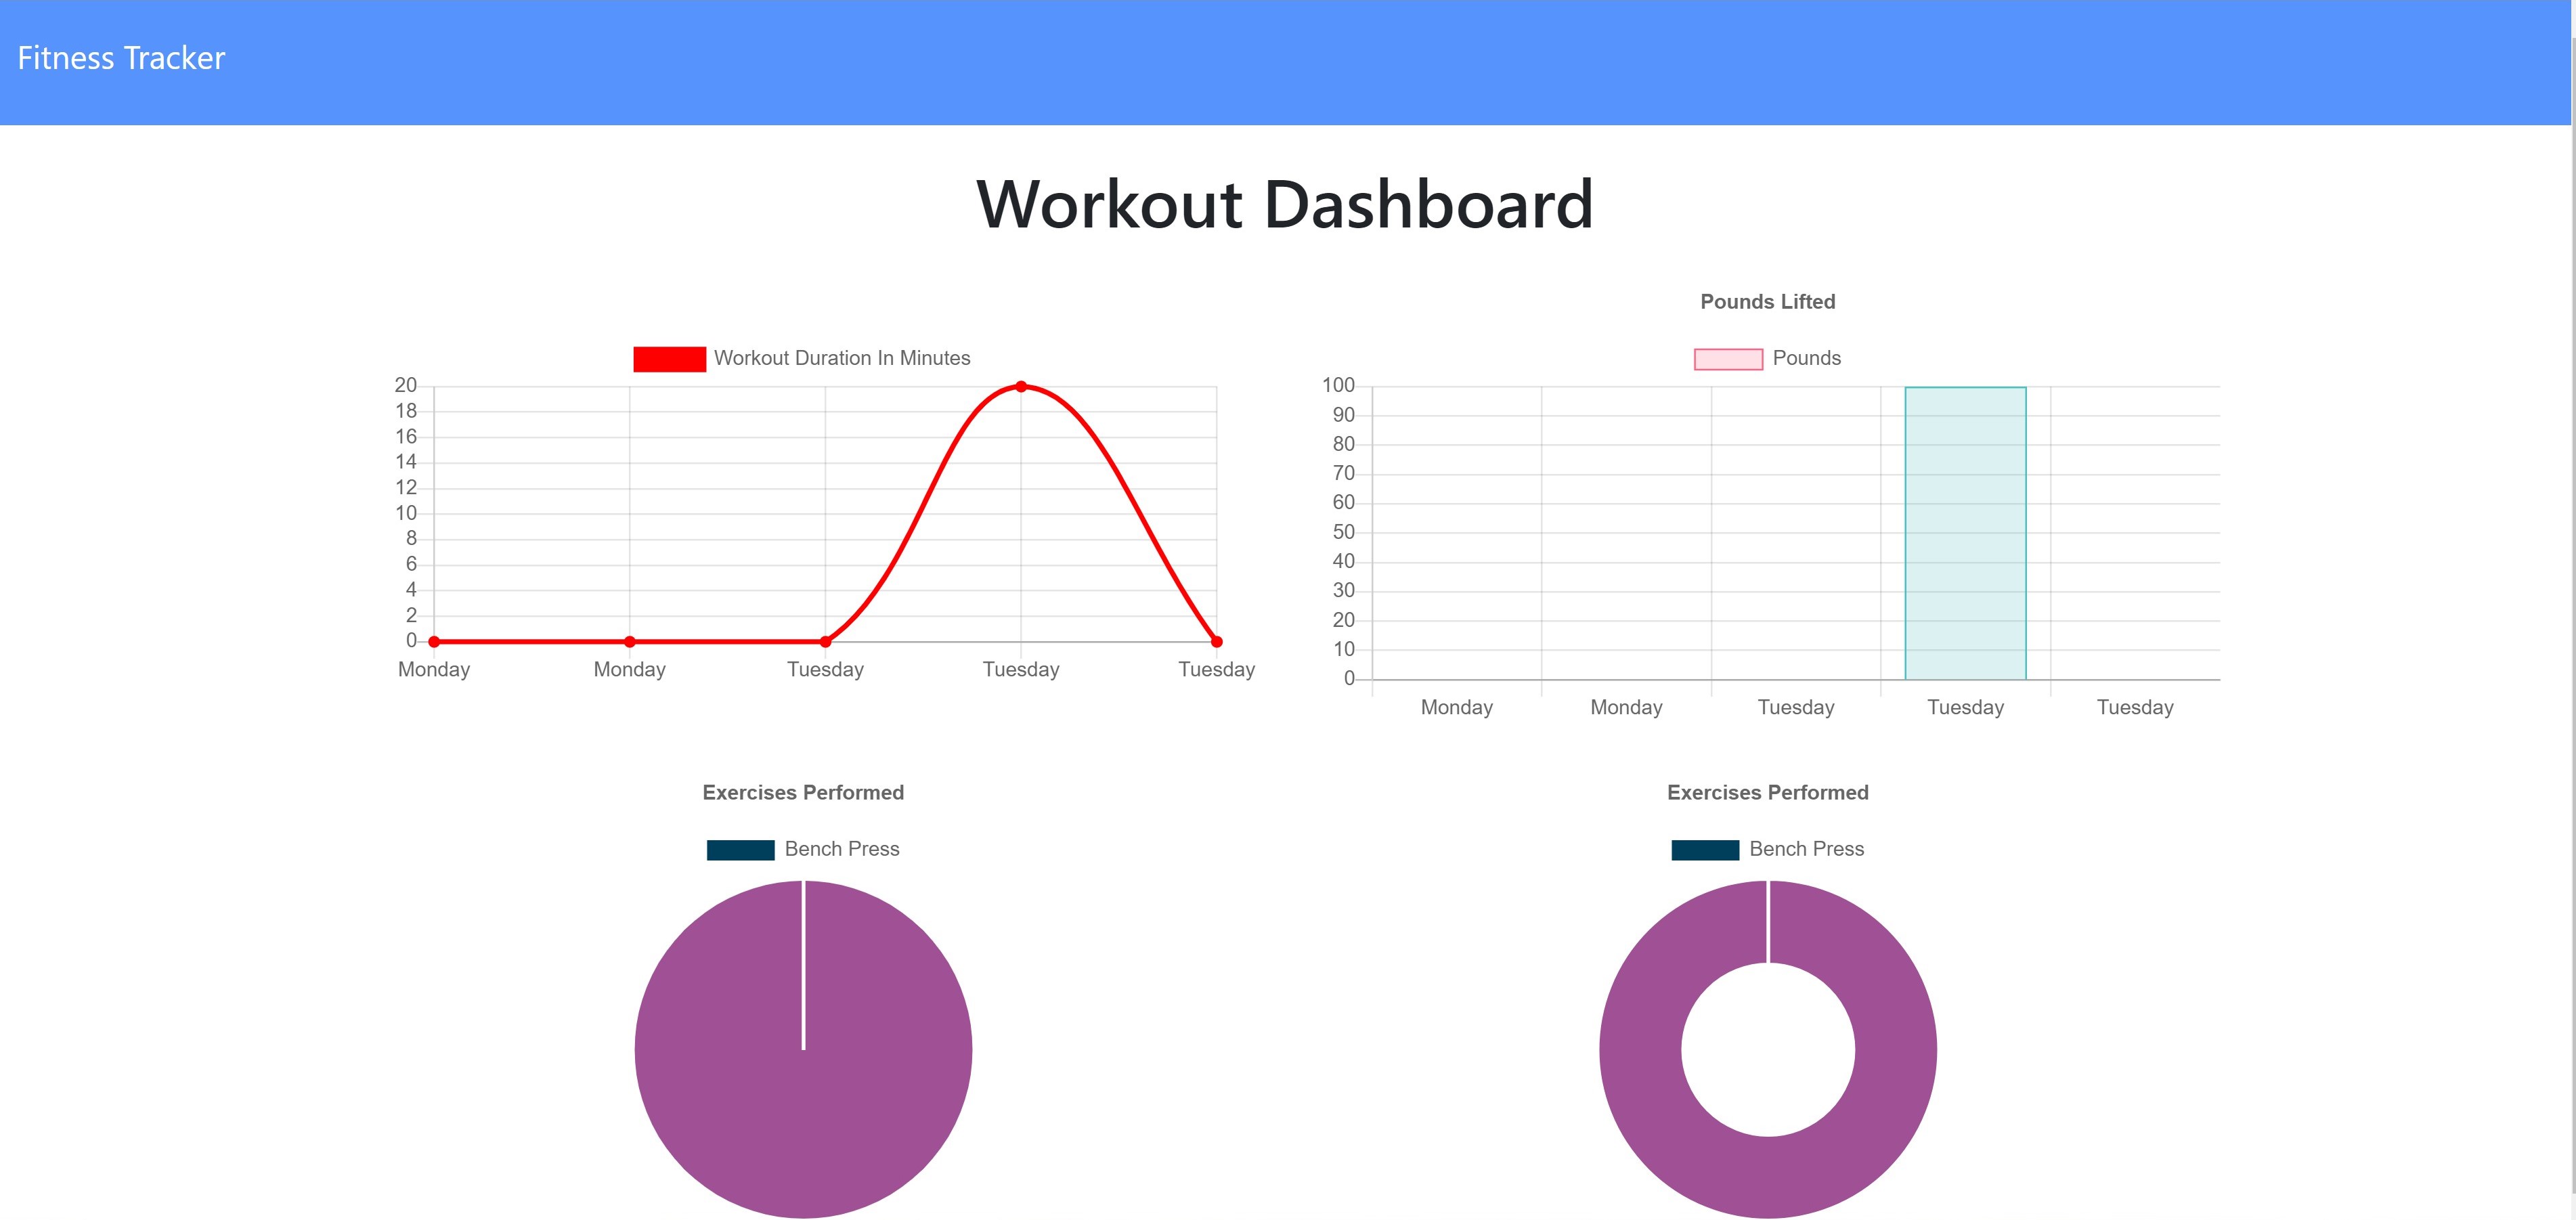 Fitness Tracker
Workout Dashboard
Workout Duration In Minutes
20
18
16
14
12
10
8
6
4
2
0
Monday Monday Tuesday Tuesday Tuesday
Pounds Lifted
Pounds
100
90
80
70
60
50
40
30
20
10
0
Monday Monday Tuesday Tuesday Tuesday
Exercises Performed
Bench Press
Exercises Performed
Bench Press